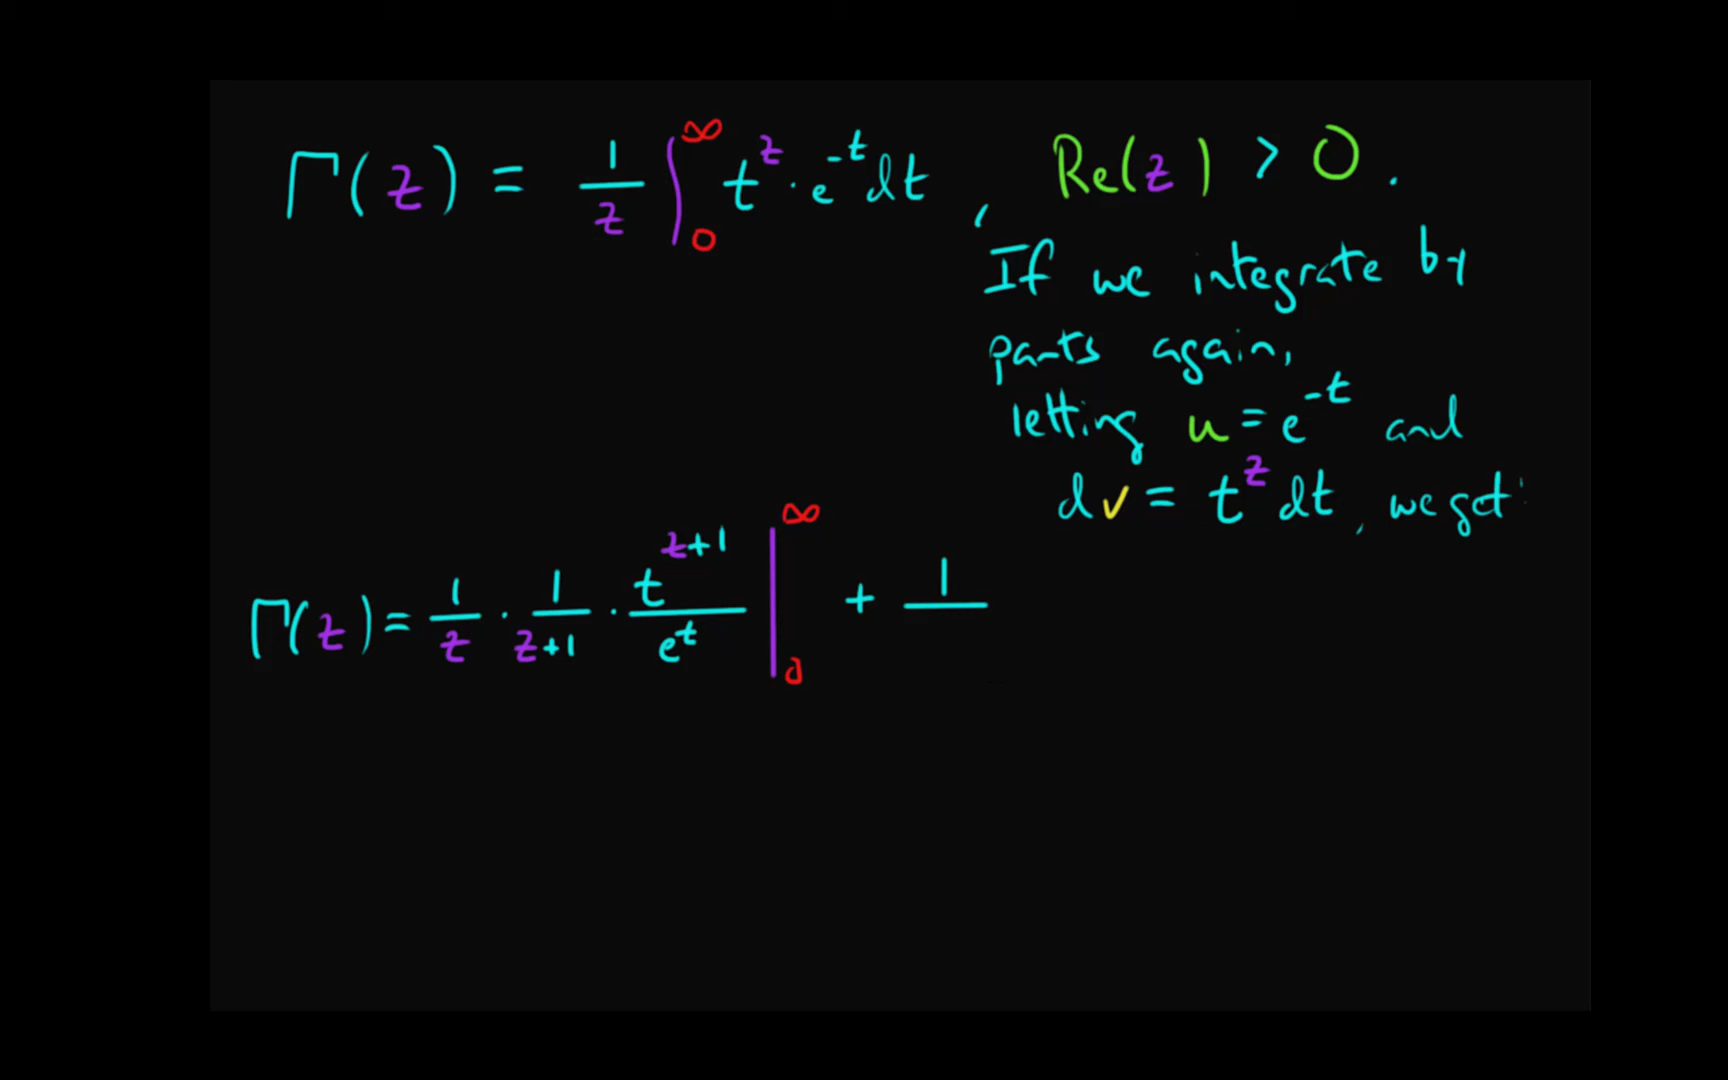 Γ(z) = 1/z ∫₀^∞ t^z · e^{-t} dt , Re(z) > 0 .
If we integrate by
parts again,
letting u = e^{-t} and
dv = t^z dt , we get :
Γ(z) = 1/z · 1/(z+1) · t^{z+1}/e^t |₀^∞ + 1/